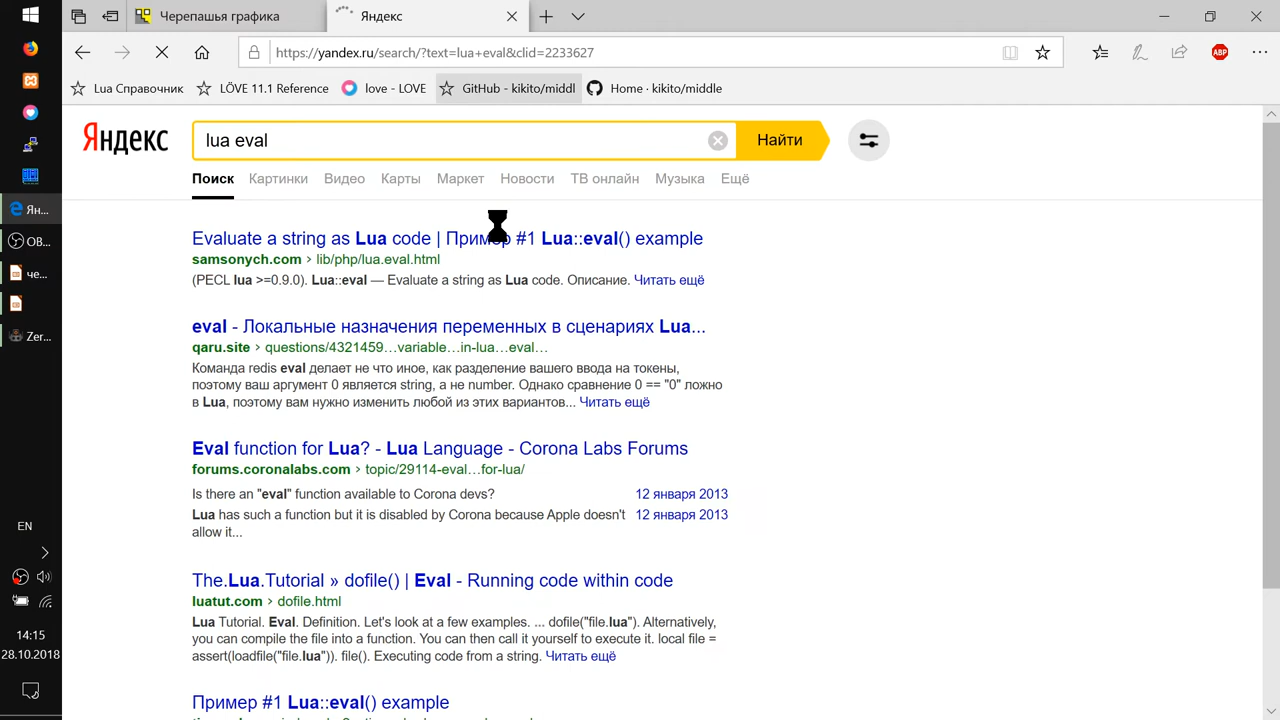 Черепашья графика
Яндекс
https://yandex.ru/search/?text=lua+eval&clid=2233627
ABP
Lua Справочник
LÖVE 11.1 Reference
love - LOVE
GitHub - kikito/middl
Home · kikito/middle
Яндекс
lua eval
Найти
Поиск Картинки Видео Карты Маркет Новости ТВ онлайн Музыка Ещё
Evaluate a string as Lua code | Пример #1 Lua::eval() example
samsonych.com › lib/php/lua.eval.html
(PECL lua >=0.9.0). Lua::eval — Evaluate a string as Lua code. Описание. Читать ещё
eval - Локальные назначения переменных в сценариях Lua...
qaru.site › questions/4321459…variable…in-lua…eval…
Команда redis eval делает не что иное, как разделение вашего ввода на токены,
поэтому ваш аргумент 0 является string, а не number. Однако сравнение 0 == "0" ложно
в Lua, поэтому вам нужно изменить любой из этих вариантов... Читать ещё
Eval function for Lua? - Lua Language - Corona Labs Forums
forums.coronalabs.com › topic/29114-eval…for-lua/
Is there an "eval" function available to Corona devs? 12 января 2013
Lua has such a function but it is disabled by Corona because Apple doesn't 12 января 2013
allow it...
The.Lua.Tutorial » dofile() | Eval - Running code within code
luatut.com › dofile.html
Lua Tutorial. Eval. Definition. Let's look at a few examples. ... dofile("file.lua"). Alternatively,
you can compile the file into a function. You can then call it yourself to execute it. local file =
assert(loadfile("file.lua")). file(). Executing code from a string. Читать ещё
Пример #1 Lua::eval() example
Ян...
OB...
че...
Zer...
EN
14:15
28.10.2018